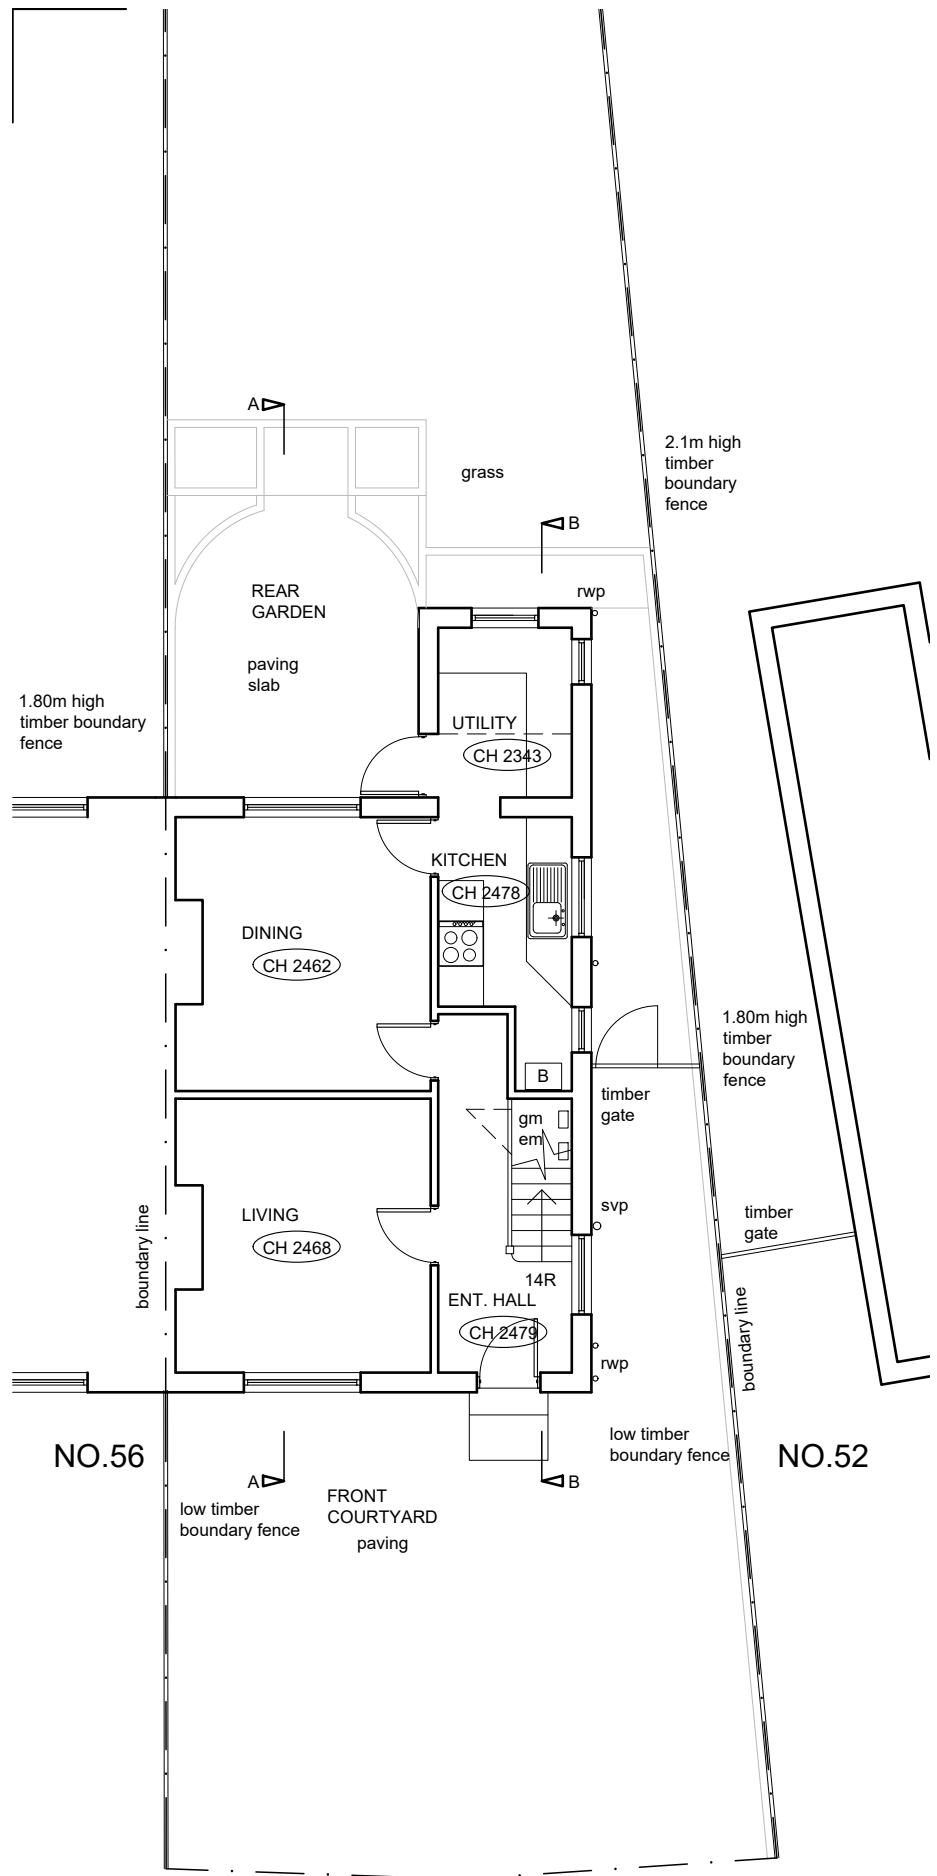 A
grass
2.1m high
timber
boundary
fence
B
REAR
GARDEN
rwp
paving
slab
1.80m high
timber boundary
fence
UTILITY
CH 2343
KITCHEN
CH 2478
DINING
CH 2462
1.80m high
timber
boundary
fence
B
timber
gate
gm
em
svp
timber
gate
LIVING
CH 2468
boundary line
14R
ENT. HALL
CH 2479
boundary line
rwp
low timber
boundary fence
NO.56
NO.52
A
B
low timber
boundary fence
FRONT
COURTYARD
paving